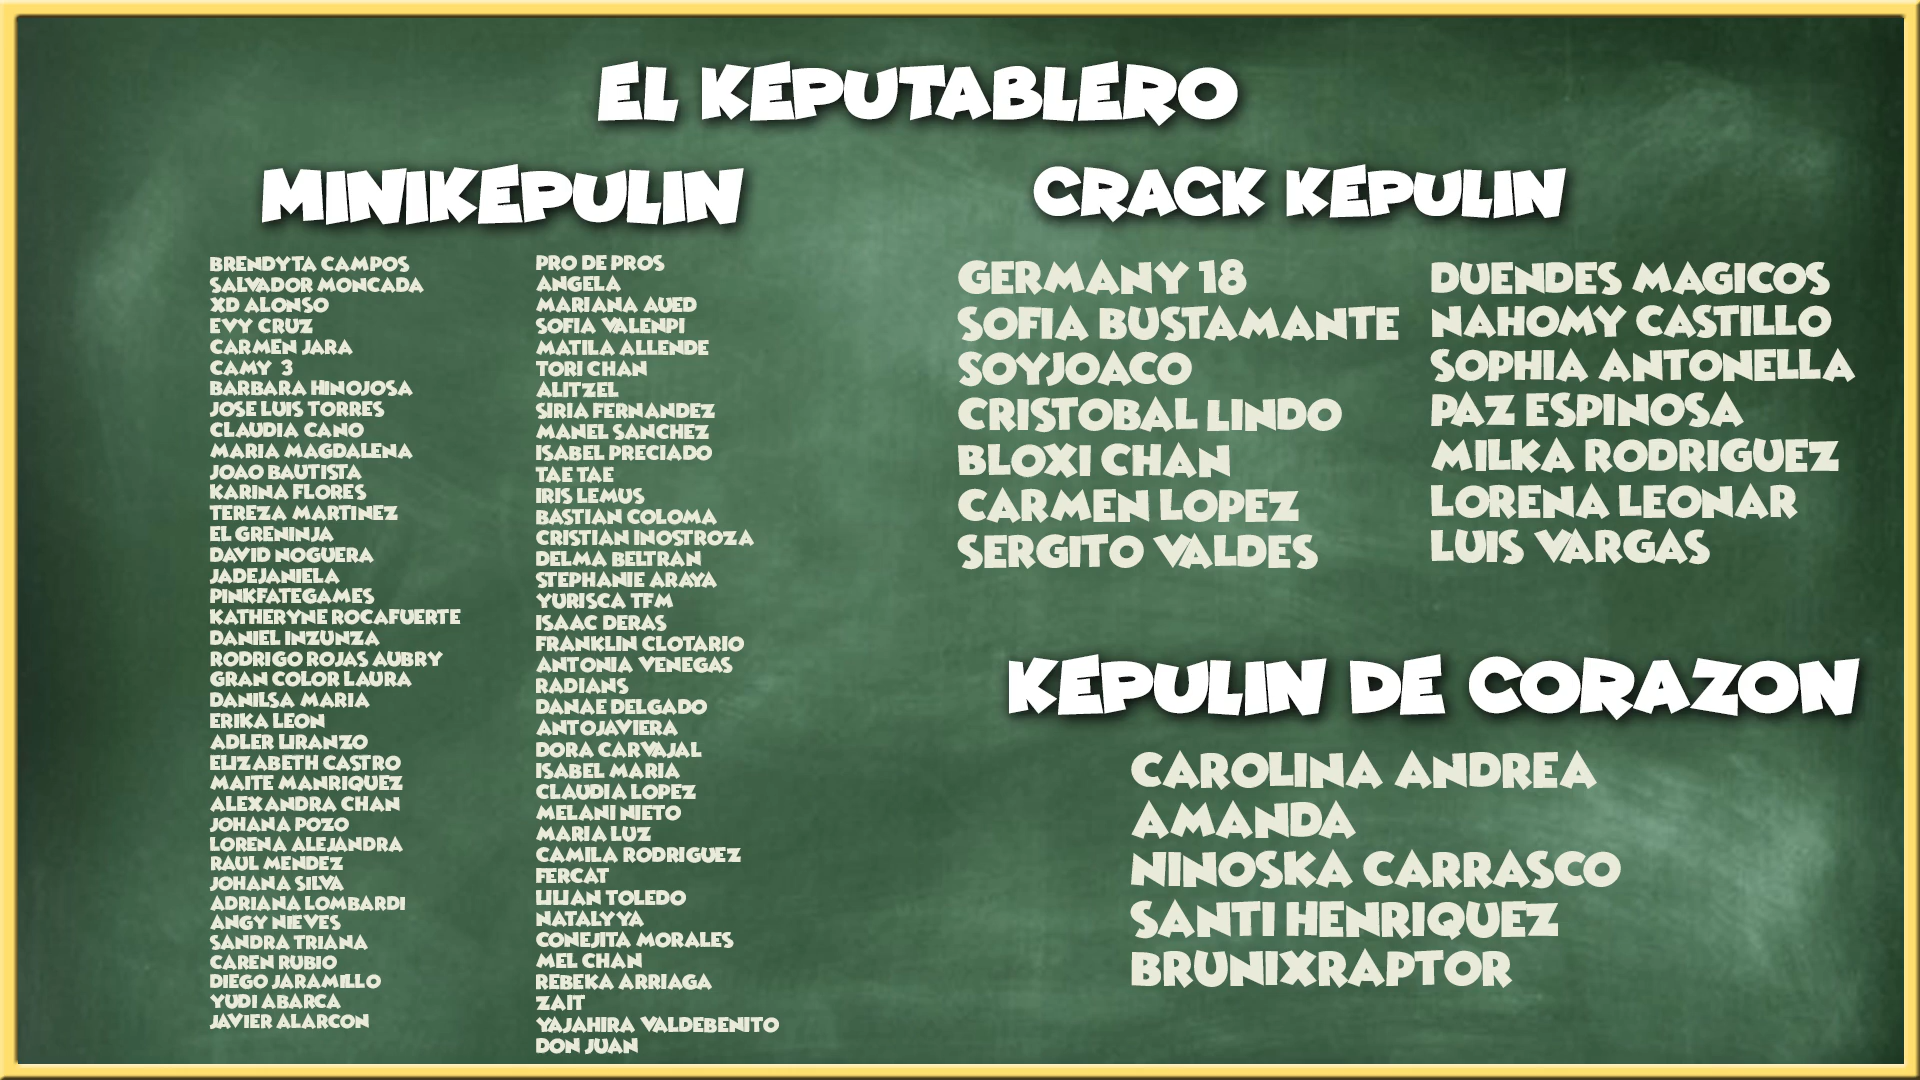 EL KEPUTABLERO
MINIKEPULIN
BRENDYTA CAMPOS
SALVADOR MONCADA
XD ALONSO
EVY CRUZ
CARMEN JARA
CAMY 3
BARBARA HINOJOSA
JOSE LUIS TORRES
CLAUDIA CANO
MARIA MAGDALENA
JOAO BAUTISTA
KARINA FLORES
TEREZA MARTINEZ
EL GRENINJA
DAVID NOGUERA
JADEJANIELA
PINKFATEGAMES
KATHERYNE ROCAFUERTE
DANIEL INZUNZA
RODRIGO ROJAS AUBRY
GRAN COLOR LAURA
DANILSA MARIA
ERIKA LEON
ADLER LIRANZO
ELIZABETH CASTRO
MAITE MANRIQUEZ
ALEXANDRA CHAN
JOHANA POZO
LORENA ALEJANDRA
RAUL MENDEZ
JOHANA SILVA
ADRIANA LOMBARDI
ANGY NIEVES
SANDRA TRIANA
CAREN RUBIO
DIEGO JARAMILLO
YUDI ABARCA
JAVIER ALARCON
PRO DE PROS
ANGELA
MARIANA AUED
SOFIA VALENPI
MATILA ALLENDE
TORI CHAN
ALITZEL
SIRIA FERNANDEZ
MANEL SANCHEZ
ISABEL PRECIADO
TAE TAE
IRIS LEMUS
BASTIAN COLOMA
CRISTIAN INOSTROZA
DELMA BELTRAN
STEPHANIE ARAYA
YURISCA TFM
ISAAC DERAS
FRANKLIN CLOTARIO
ANTONIA VENEGAS
RADIANS
DANAE DELGADO
ANTOJAVIERA
DORA CARVAJAL
ISABEL MARIA
CLAUDIA LOPEZ
MELANI NIETO
MARIA LUZ
CAMILA RODRIGUEZ
FERCAT
LILIAN TOLEDO
NATALYYA
CONEJITA MORALES
MEL CHAN
REBEKA ARRIAGA
ZAIT
YAJAHIRA VALDEBENITO
DON JUAN
CRACK KEPULIN
GERMANY 18
SOFIA BUSTAMANTE
SOYJOACO
CRISTOBAL LINDO
BLOXI CHAN
CARMEN LOPEZ
SERGITO VALDES
DUENDES MAGICOS
NAHOMY CASTILLO
SOPHIA ANTONELLA
PAZ ESPINOSA
MILKA RODRIGUEZ
LORENA LEONAR
LUIS VARGAS
KEPULIN DE CORAZON
CAROLINA ANDREA
AMANDA
NINOSKA CARRASCO
SANTI HENRIQUEZ
BRUNIXRAPTOR